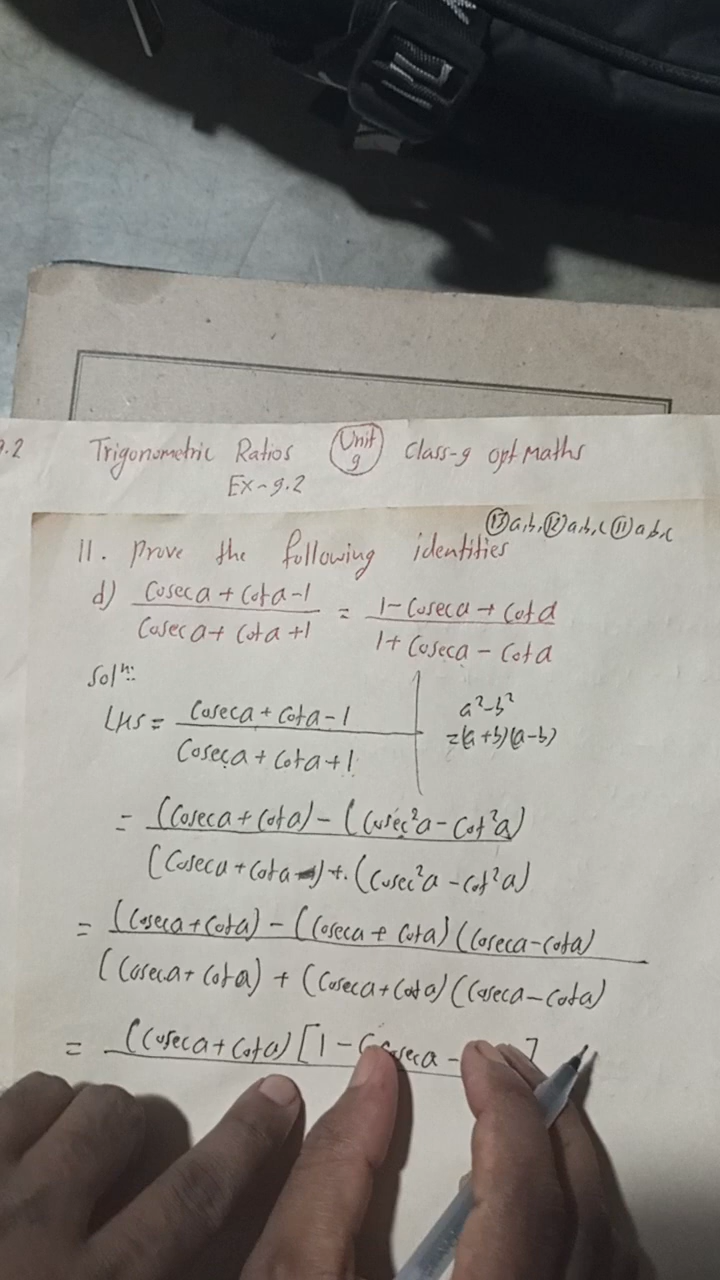 9.2 Trigonometric Ratios Unit 9 Class-9 Opt Maths
Ex-9.2
(13)a,b, (12)a,b,c (11)a,b,c
11. Prove the following identities
d) Coseca + Cota - 1 / Coseca + Cota + 1 = 1 - Coseca + Cota / 1 + Coseca - Cota
Solⁿ:
LHS = Coseca + Cota - 1 / Coseca + Cota + 1
a² - b²
= (a + b)(a - b)
= (Coseca + Cota) - (Cosec²a - Cot²a) / (Coseca + Cota) + (Cosec²a - Cot²a)
= (Coseca + Cota) - (Coseca + Cota)(Coseca - Cota) / (Coseca + Cota) + (Coseca + Cota)(Coseca - Cota)
= (Coseca + Cota)[1 - Coseca - ]